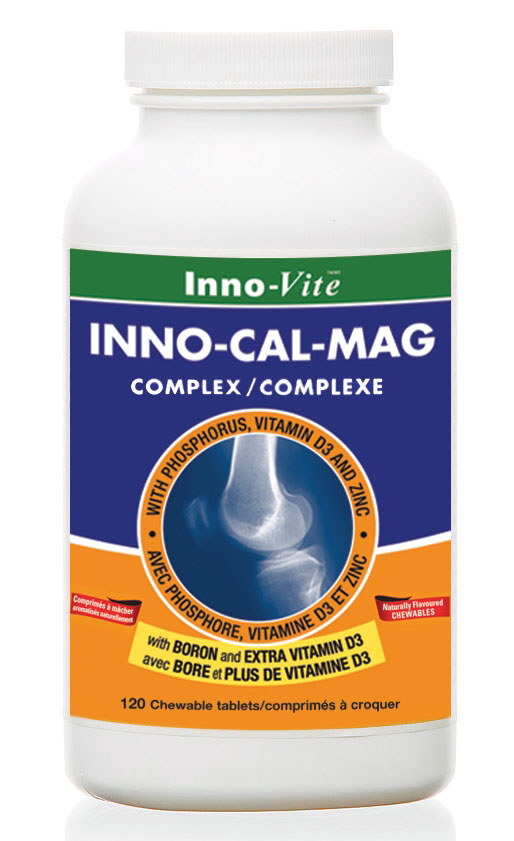 Inno-Vite
INNO-CAL-MAG
COMPLEX / COMPLEXE
• WITH PHOSPHORUS, VITAMIN D3 AND ZINC •
AVEC PHOSPHORE, VITAMINE D3 ET ZINC
Comprimés à mâcher
aromatisés naturellement
Naturally Flavoured
CHEWABLES
with BORON and EXTRA VITAMIN D3
avec BORE et PLUS DE VITAMINE D3
120 Chewable tablets/comprimés à croquer